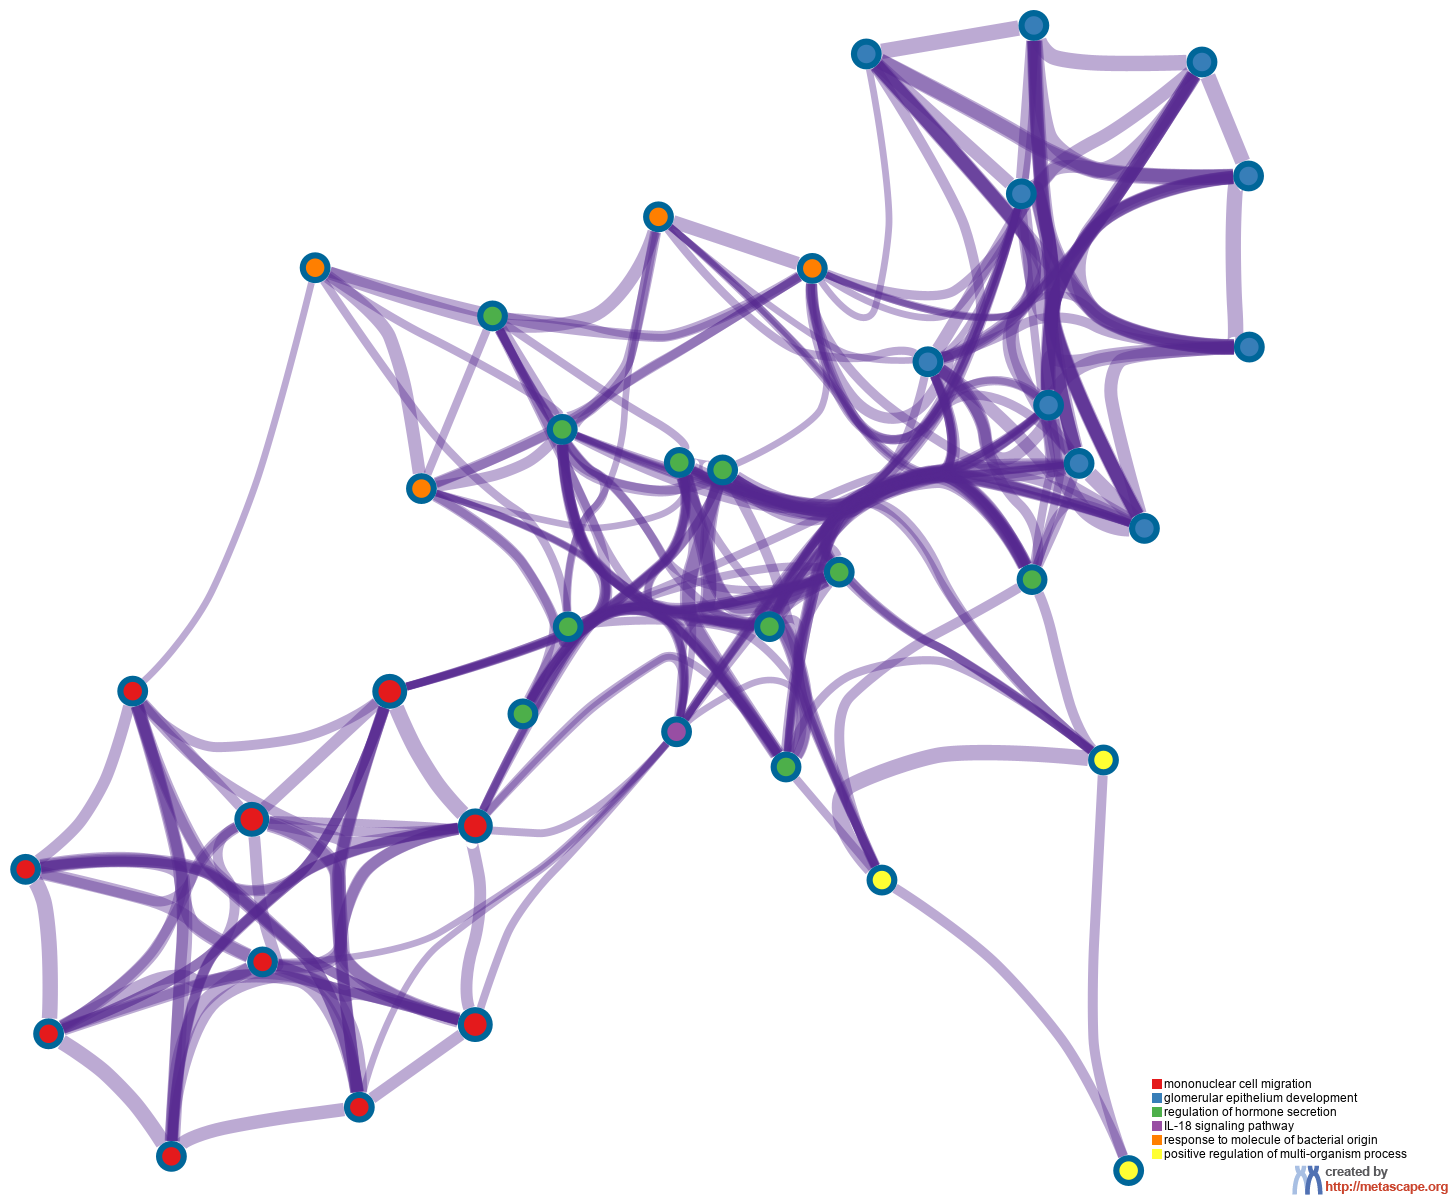 mononuclear cell migration
glomerular epithelium development
regulation of hormone secretion
IL-18 signaling pathway
response to molecule of bacterial origin
positive regulation of multi-organism process
created by
http://metascape.org